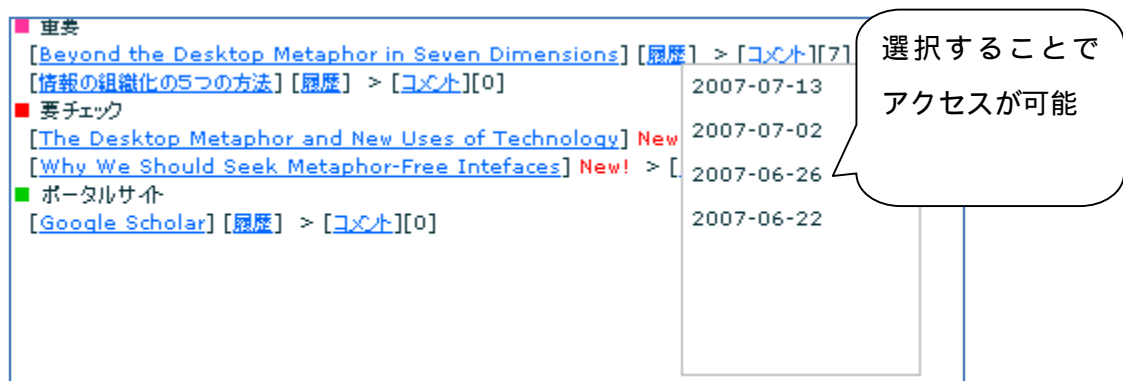 ■ 重要
[Beyond the Desktop Metaphor in Seven Dimensions] [履歴] > [コメント][7]
[情報の組織化の5つの方法] [履歴] > [コメント][0]
■ 要チェック
[The Desktop Metaphor and New Uses of Technology] New
[Why We Should Seek Metaphor-Free Intefaces] New! > [
■ ポータルサイト
[Google Scholar] [履歴] > [コメント][0]
2007-07-13
2007-07-02
2007-06-26
2007-06-22
選択することで
アクセスが可能